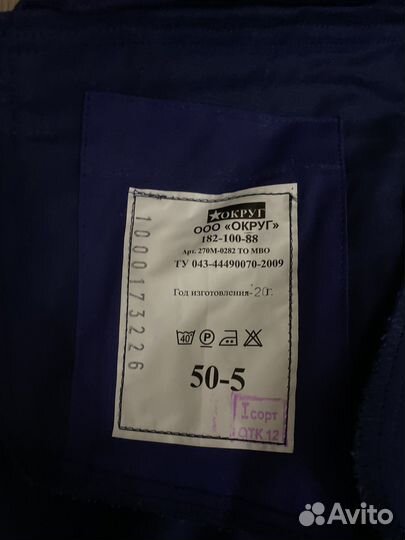 ★ОКРУГ
ООО «ОКРУГ»
182-100-88
Арт. 270М-0282 ТО МВО
ТУ 043-44490070-2009
Год изготовления-20г.
40 P
50-5
I сорт
ОТК 12
1000173226
Avito